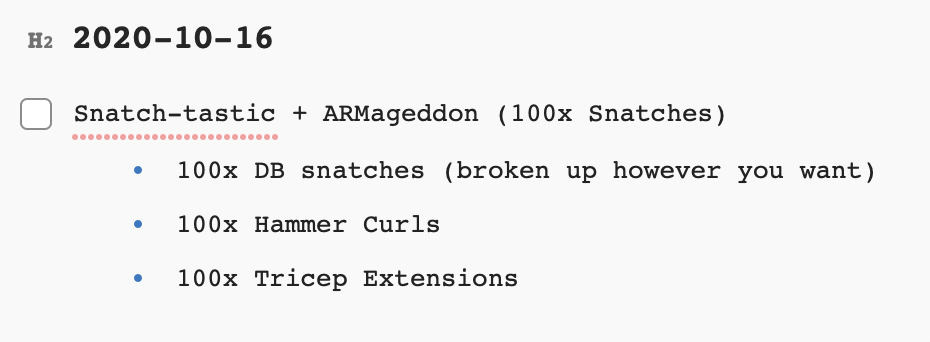 H2 2020-10-16
Snatch-tastic + ARMageddon (100x Snatches)
• 100x DB snatches (broken up however you want)
• 100x Hammer Curls
• 100x Tricep Extensions